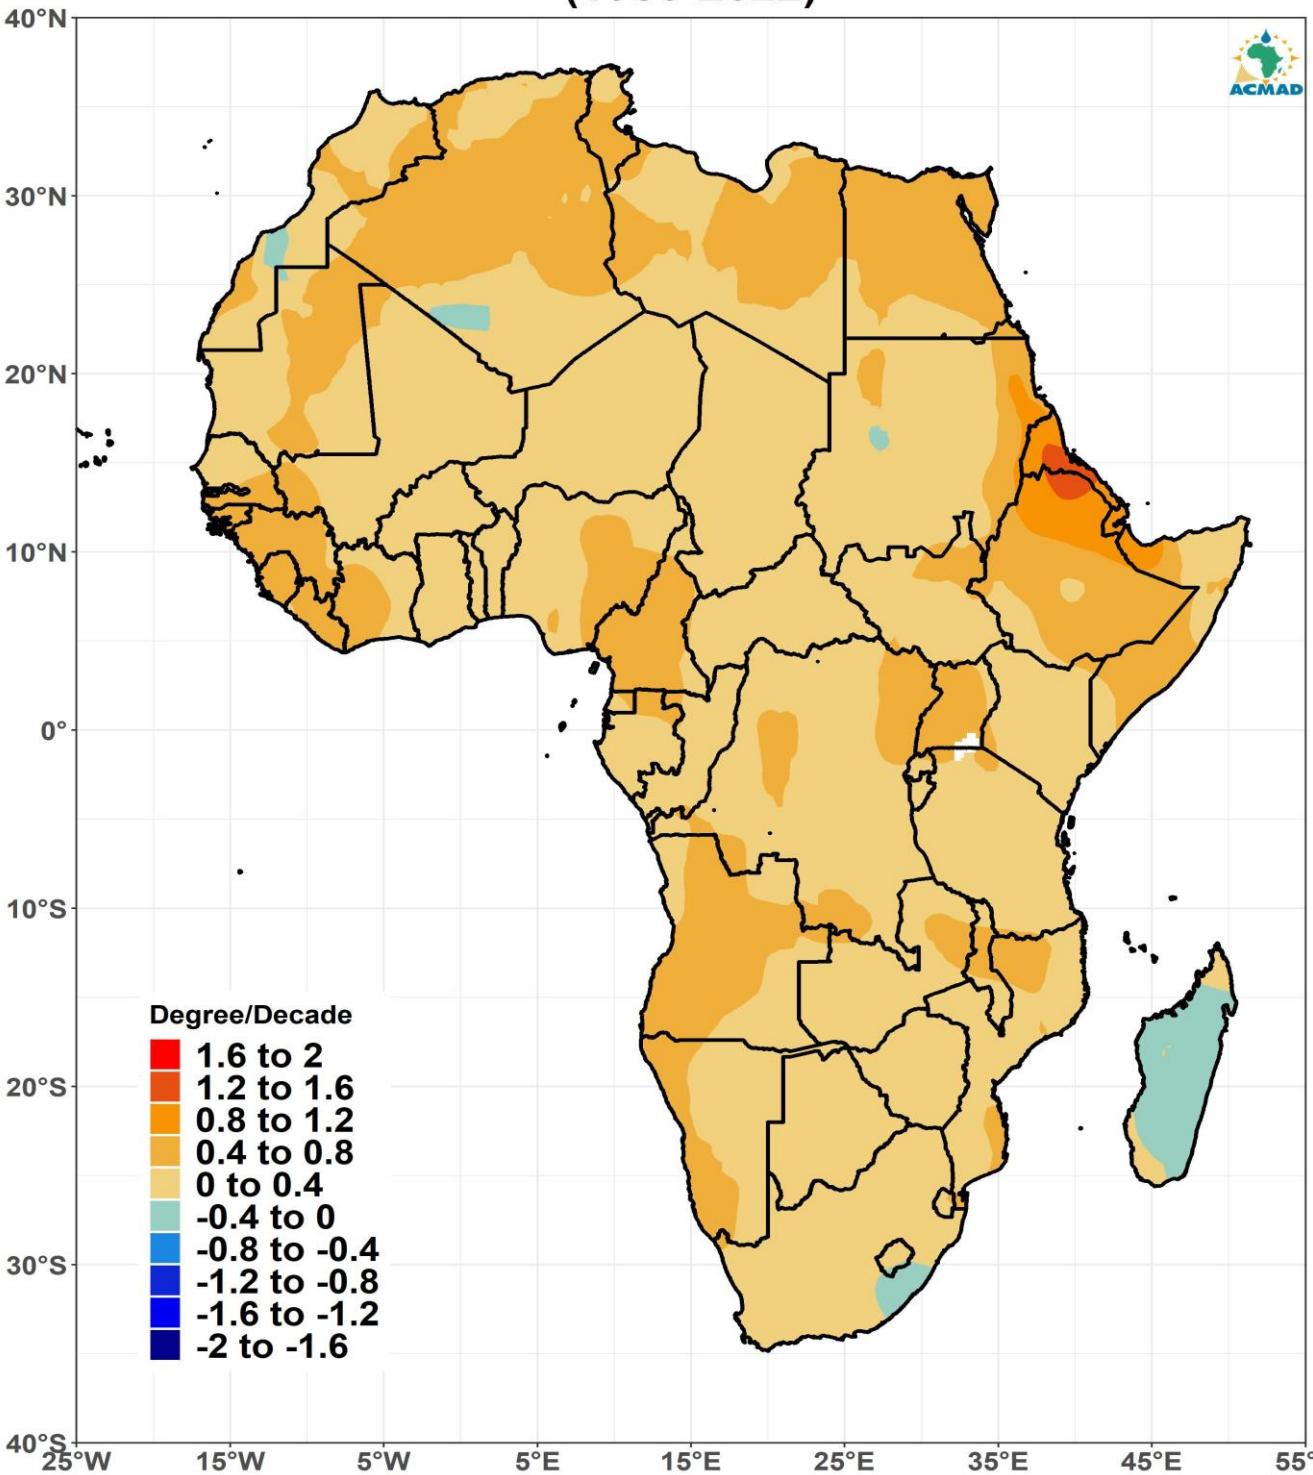 40°N
ACMAD
30°N
20°N
10°N
0°
10°S
Degree/Decade
1.6 to 2
1.2 to 1.6
0.8 to 1.2
0.4 to 0.8
0 to 0.4
-0.4 to 0
-0.8 to -0.4
-1.2 to -0.8
-1.6 to -1.2
-2 to -1.6
20°S
30°S
40°S
25°W 15°W 5°W 5°E 15°E 25°E 35°E 45°E